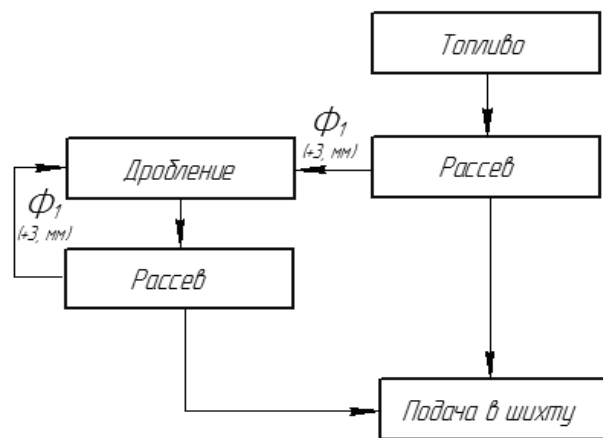 Топливо
Ф₁
(+3, мм)
Рассев
Дробление
Ф₁
(+3, мм)
Рассев
Подача в шихту